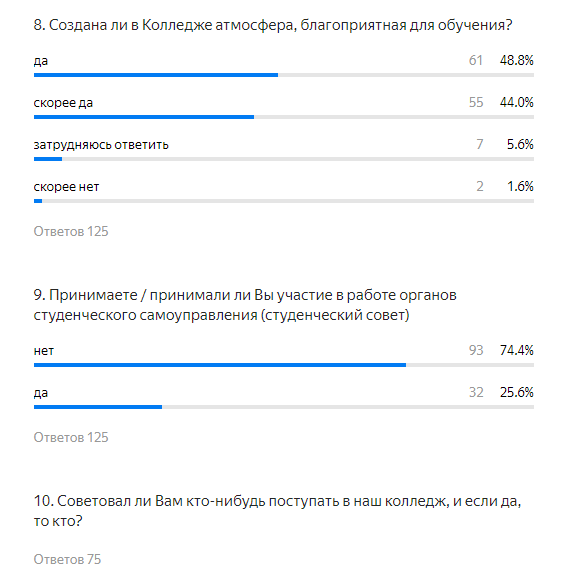 8. Создана ли в Колледже атмосфера, благоприятная для обучения?
да 61 48.8%
скорее да 55 44.0%
затрудняюсь ответить 7 5.6%
скорее нет 2 1.6%
Ответов 125
9. Принимаете / принимали ли Вы участие в работе органов
студенческого самоуправления (студенческий совет)
нет 93 74.4%
да 32 25.6%
Ответов 125
10. Советовал ли Вам кто-нибудь поступать в наш колледж, и если да,
то кто?
Ответов 75